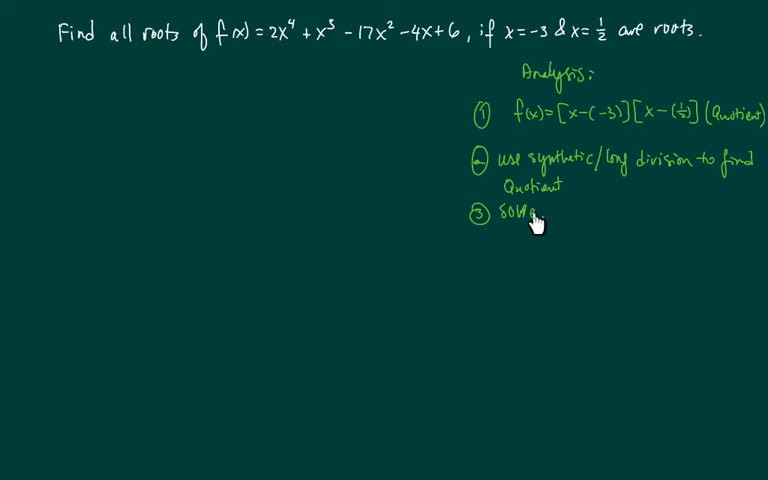 Find all roots of f(x) = 2x⁴ + x³ - 17x² - 4x + 6, if x = -3 & x = 1/2 are roots.
Analysis:
① f(x) = [x - (-3)][x - (1/2)](Quotient)
② use synthetic/long division to find
Quotient
③